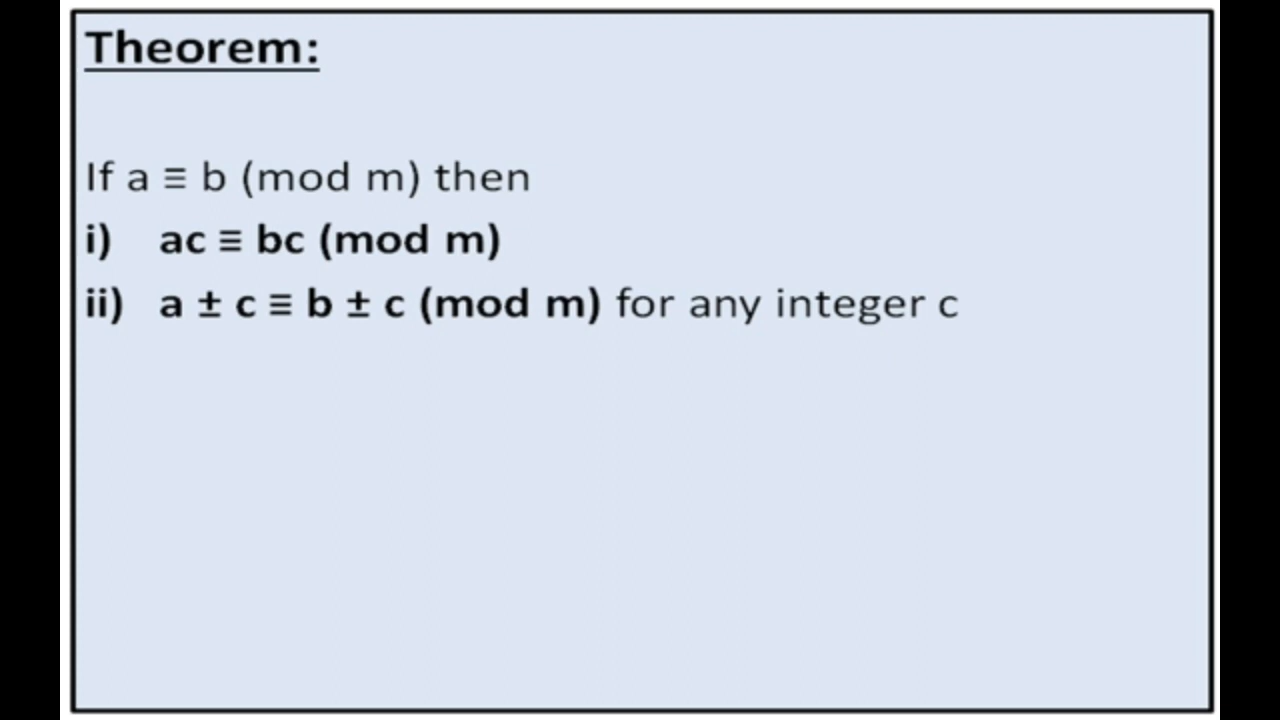 Theorem:
If a ≡ b (mod m) then
i) ac ≡ bc (mod m)
ii) a ± c ≡ b ± c (mod m) for any integer c